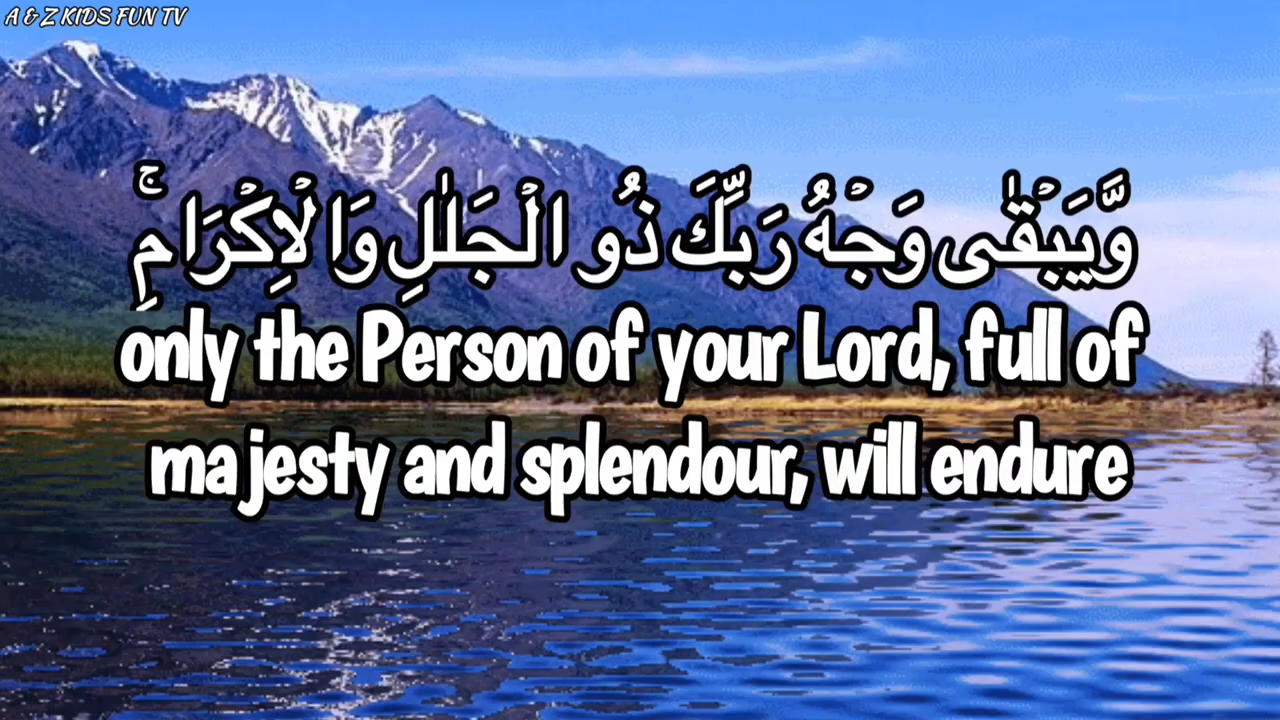 A & Z KIDS FUN TV
وَّيَبْقٰى وَجْهُ رَبِّكَ ذُو الْجَلٰلِ وَالْاِكْرَامِۚ
only the Person of your Lord, full of
majesty and splendour, will endure